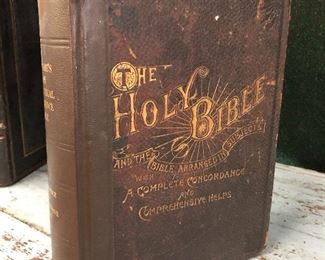 THE
HOLY BIBLE
AND THE
BIBLE ARRANGED IN
SUBJECTS
WITH
A COMPLETE CONCORDANCE
AND
COMPREHENSIVE HELPS